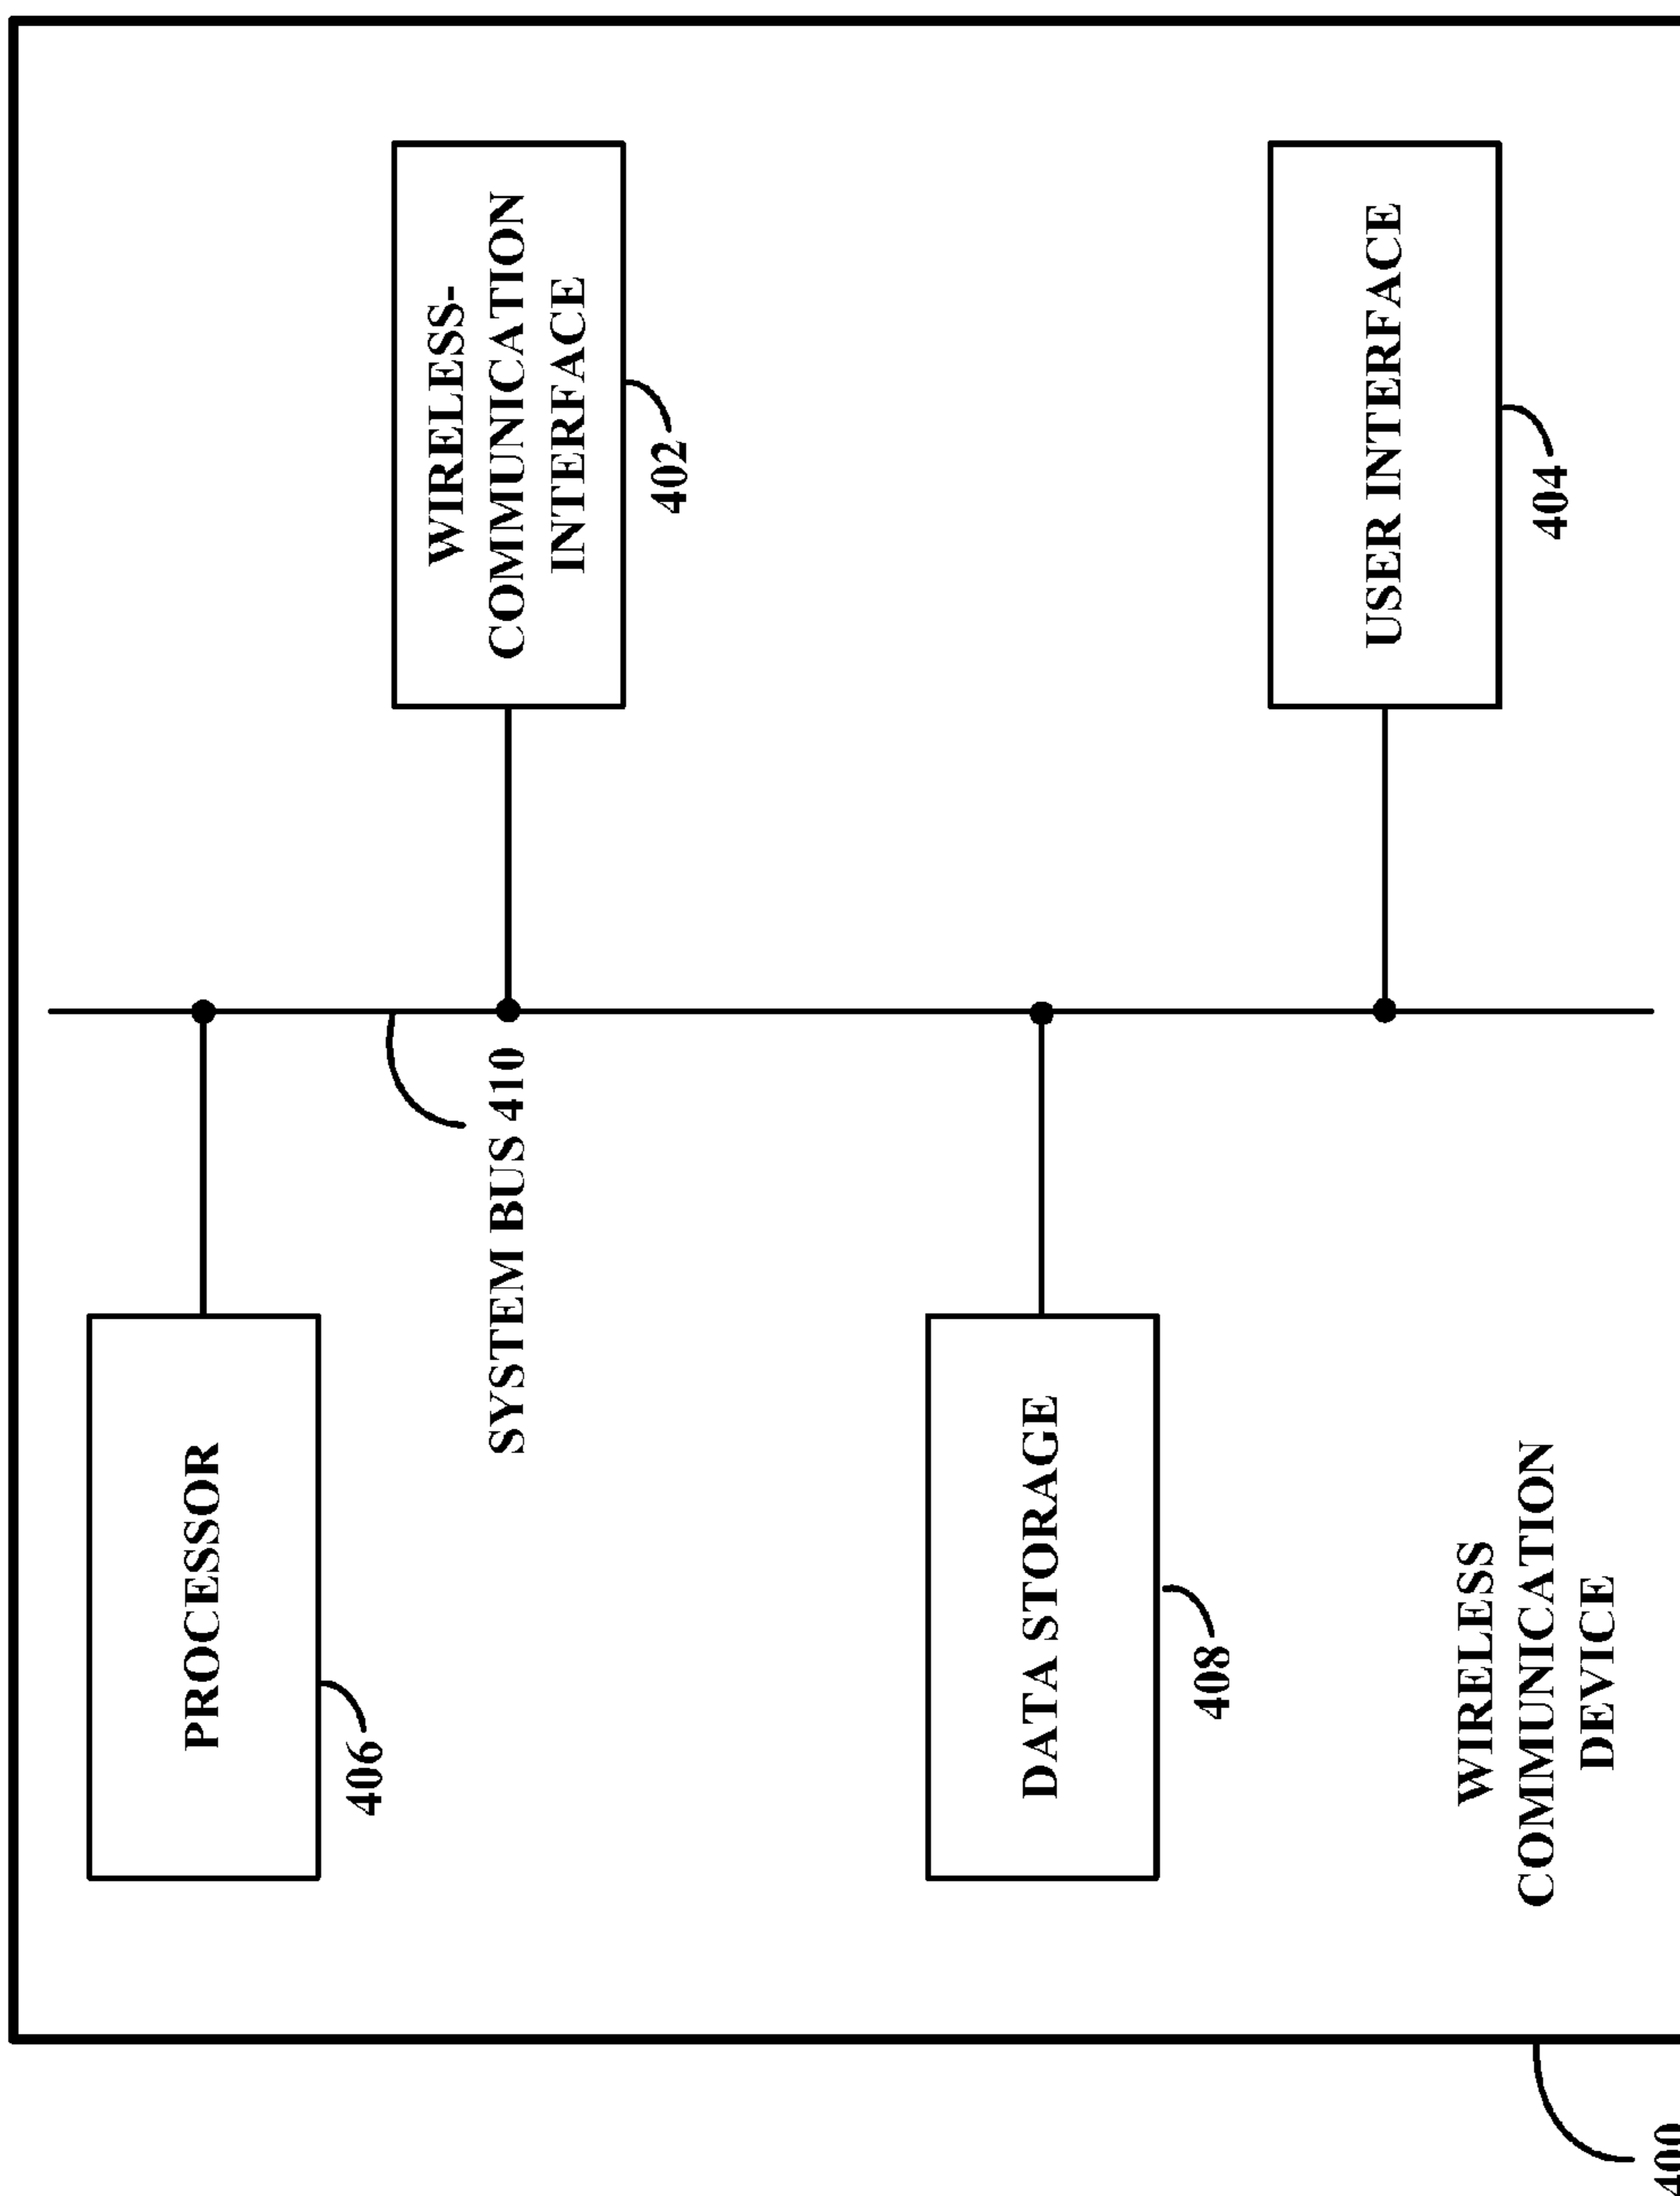 PROCESSOR
406
WIRELESS-
COMMUNICATION
INTERFACE
402
SYSTEM BUS 410
DATA STORAGE
408
USER INTERFACE
404
WIRELESS
COMMUNICATION
DEVICE
400